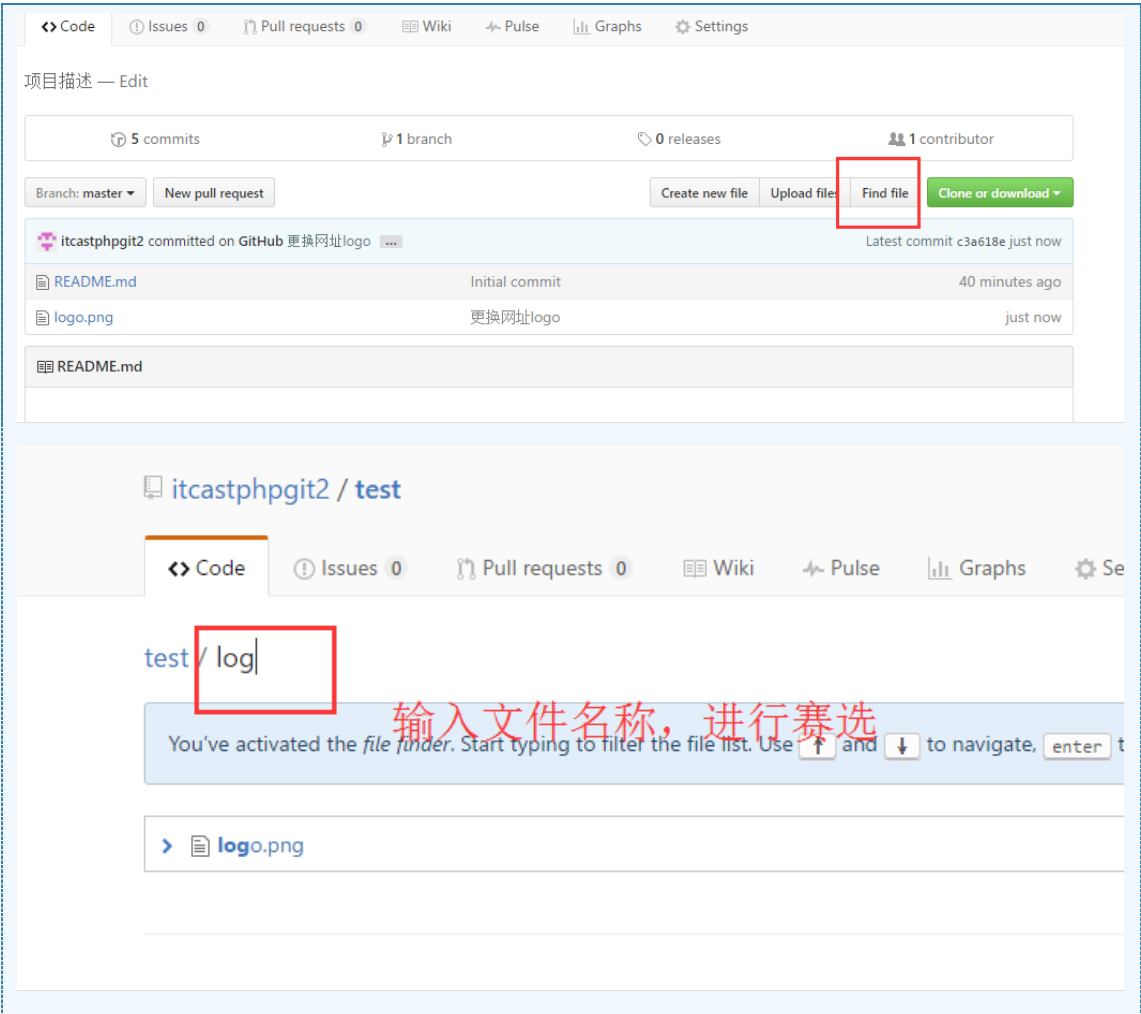 Code Issues 0 Pull requests 0 Wiki Pulse Graphs Settings
项目描述 — Edit
5 commits 1 branch 0 releases 1 contributor
Branch: master New pull request Create new file Upload files Find file Clone or download
itcastphpgit2 committed on GitHub 更换网址logo ... Latest commit c3a618e just now
README.md Initial commit 40 minutes ago
logo.png 更换网址logo just now
README.md
itcastphpgit2 / test
Code Issues 0 Pull requests 0 Wiki Pulse Graphs Se
test / log
输入文件名称，进行赛选
You've activated the file finder. Start typing to filter the file list. Use ↑ and ↓ to navigate, enter t
logo.png